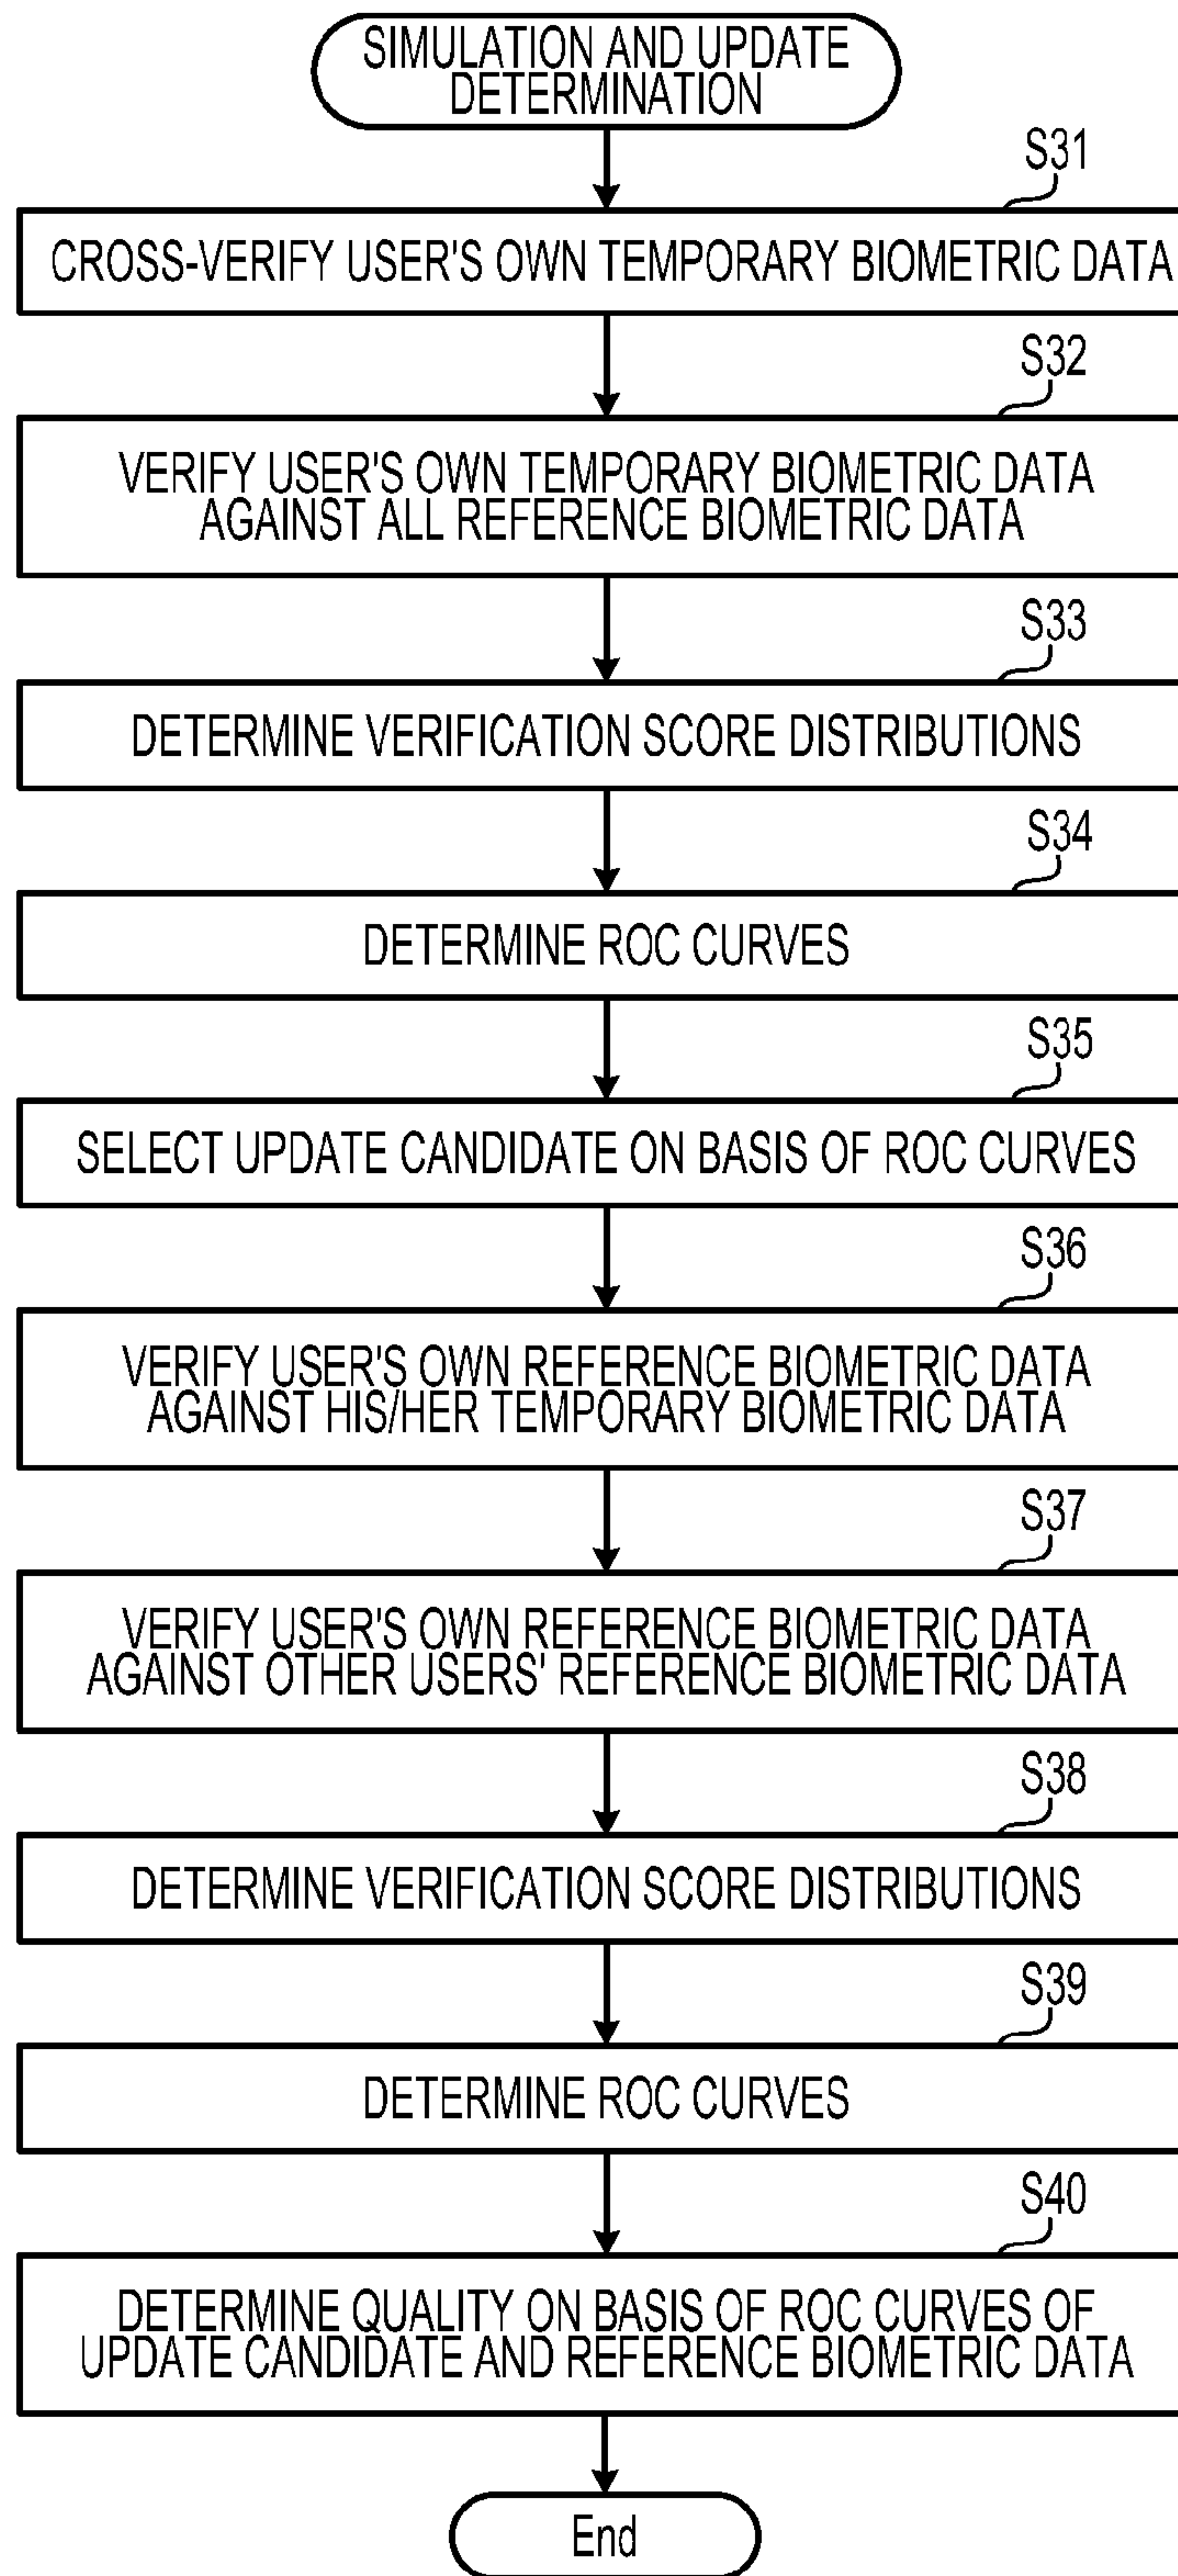 SIMULATION AND UPDATE
DETERMINATION
S31
CROSS-VERIFY USER'S OWN TEMPORARY BIOMETRIC DATA
S32
VERIFY USER'S OWN TEMPORARY BIOMETRIC DATA
AGAINST ALL REFERENCE BIOMETRIC DATA
S33
DETERMINE VERIFICATION SCORE DISTRIBUTIONS
S34
DETERMINE ROC CURVES
S35
SELECT UPDATE CANDIDATE ON BASIS OF ROC CURVES
S36
VERIFY USER'S OWN REFERENCE BIOMETRIC DATA
AGAINST HIS/HER TEMPORARY BIOMETRIC DATA
S37
VERIFY USER'S OWN REFERENCE BIOMETRIC DATA
AGAINST OTHER USERS' REFERENCE BIOMETRIC DATA
S38
DETERMINE VERIFICATION SCORE DISTRIBUTIONS
S39
DETERMINE ROC CURVES
S40
DETERMINE QUALITY ON BASIS OF ROC CURVES OF
UPDATE CANDIDATE AND REFERENCE BIOMETRIC DATA
End